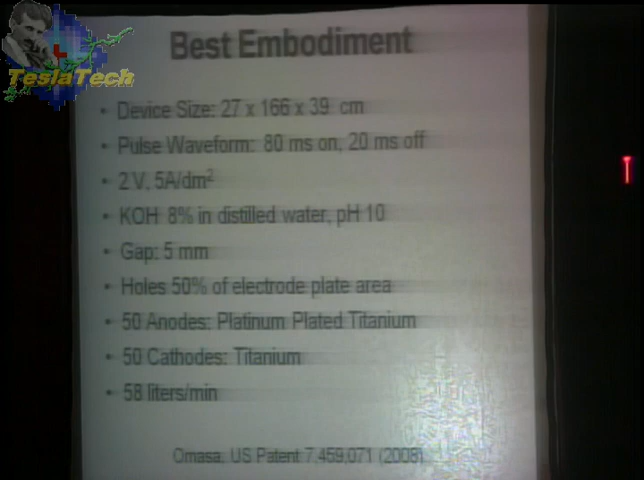 TeslaTech
Best Embodiment
• Device Size: 27 x 166 x 39 cm
• Pulse Waveform: 80 ms on, 20 ms off
• 2 V, 5A/dm²
• KOH 8% in distilled water, pH 10
• Gap: 5 mm
• Holes 50% of electrode plate area
• 50 Anodes: Platinum Plated Titanium
• 50 Cathodes: Titanium
• 58 liters/min
Omasa, US Patent 7,459,071 (2008)